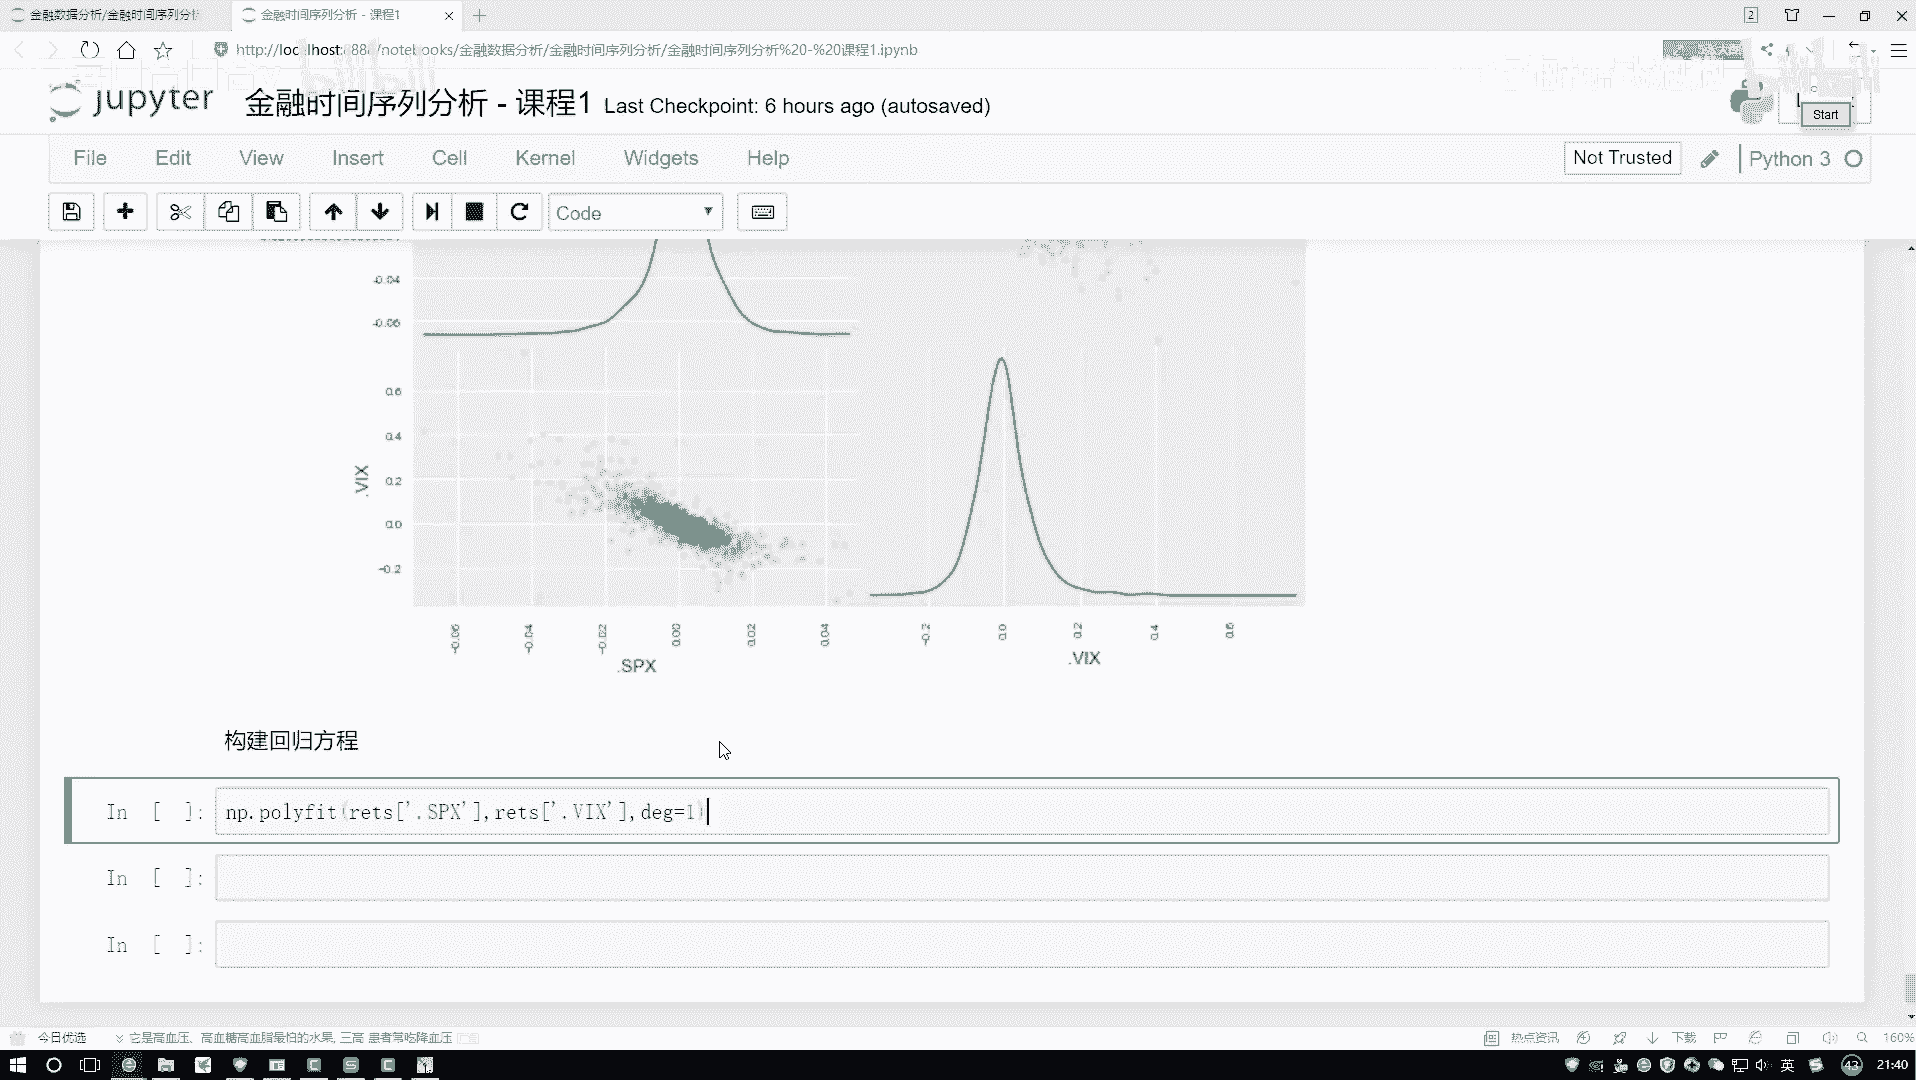 金融数据分析/金融时间序列分析
金融时间序列分析 - 课程1
2
http://localhost:888/notebooks/金融数据分析/金融时间序列分析/金融时间序列分析%20-%20课程1.ipynb
jupyter 金融时间序列分析 - 课程1 Last Checkpoint: 6 hours ago (autosaved)
Start
File Edit View Insert Cell Kernel Widgets Help
Not Trusted
Python 3
Code
-0.04
-0.06
0.6
0.4
0.2
0.0
-0.2
.VIX
-0.06 -0.04 -0.02 0.00 0.02 0.04
-0.2 0.0 0.2 0.4 0.6
.SPX
.VIX
构建回归方程
In [ ]: np.polyfit(rets['.SPX'],rets['.VIX'],deg=1)
In [ ]:
In [ ]:
今日优选 它是高血压、高血糖高血脂最怕的水果, 三高 患者常吃降血压
热点资讯 下载 160%
英 43 21:40